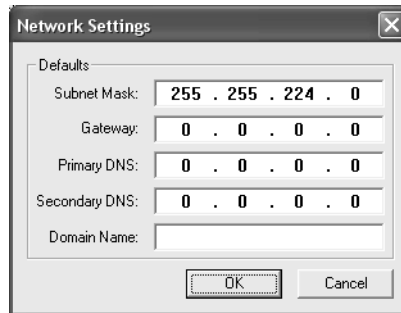 Network Settings
Defaults
Subnet Mask: 255 . 255 . 224 . 0
Gateway: 0 . 0 . 0 . 0
Primary DNS: 0 . 0 . 0 . 0
Secondary DNS: 0 . 0 . 0 . 0
Domain Name:
OK Cancel